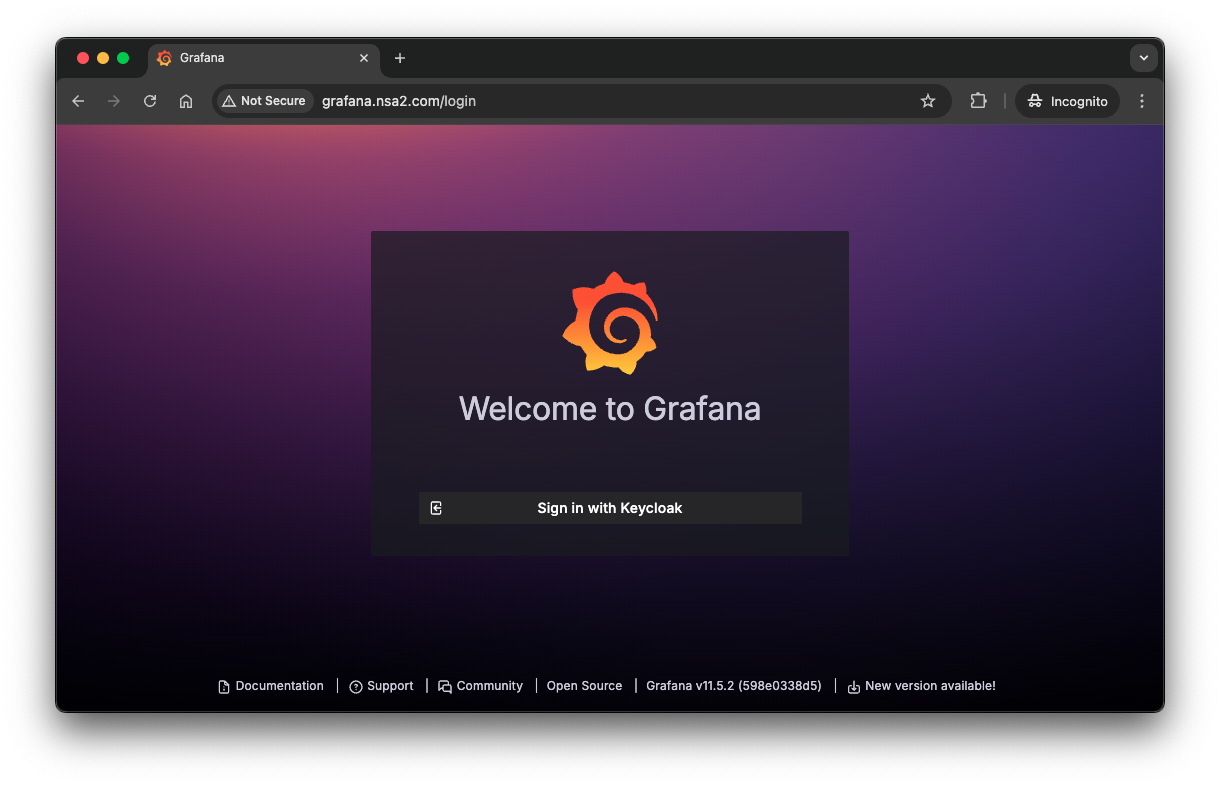 Grafana
Not Secure grafana.nsa2.com/login Incognito
Welcome to Grafana
Sign in with Keycloak
Documentation | Support | Community | Open Source | Grafana v11.5.2 (598e0338d5) | New version available!